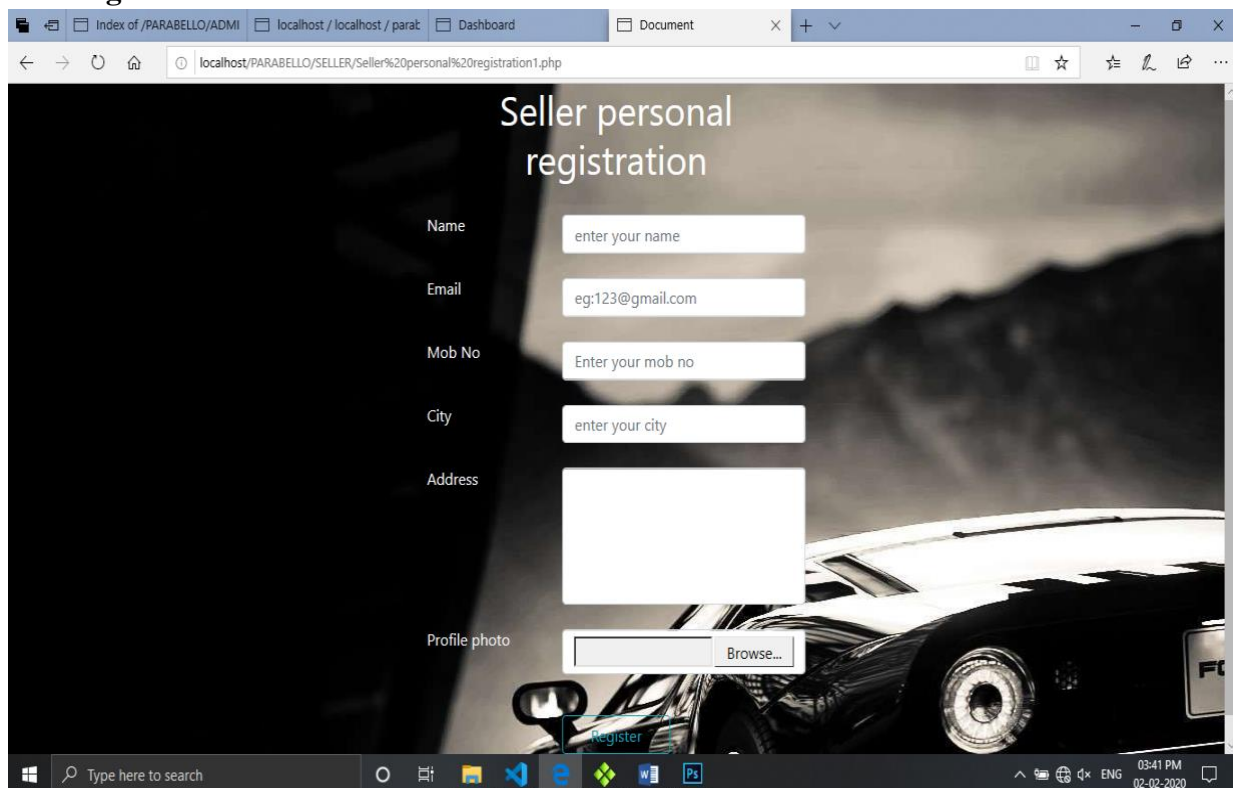 Index of /PARABELLO/ADMI
localhost / localhost / parab
Dashboard
Document
localhost/PARABELLO/SELLER/Seller%20personal%20registration1.php
Seller personal
registration
Name
enter your name
Email
eg:123@gmail.com
Mob No
Enter your mob no
City
enter your city
Address
Profile photo
Browse...
Register
Type here to search
Ps
ENG
03:41 PM
02-02-2020